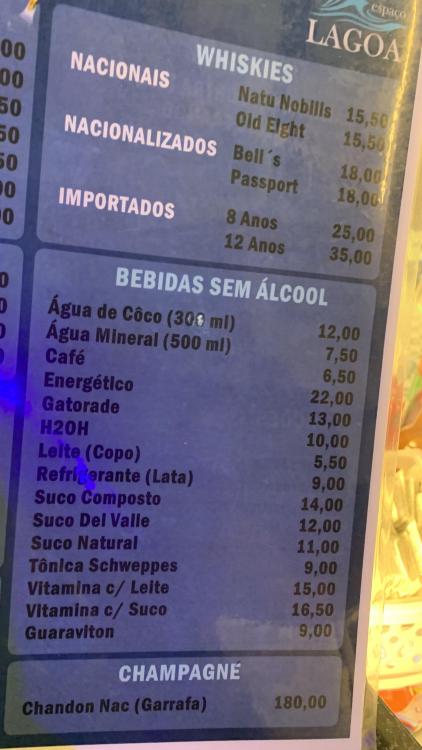 espaço
LAGOA
WHISKIES
NACIONAIS
Natu Nobilis 15,50
Old Eight 15,50
NACIONALIZADOS
Bell´s 18,00
Passport 18,00
IMPORTADOS
8 Anos 25,00
12 Anos 35,00
BEBIDAS SEM ÁLCOOL
Água de Côco (300 ml) 12,00
Água Mineral (500 ml) 7,50
Café 6,50
Energético 22,00
Gatorade 13,00
H2OH 10,00
Leite (Copo) 5,50
Refrigerante (Lata) 9,00
Suco Composto 14,00
Suco Del Valle 12,00
Suco Natural 11,00
Tônica Schweppes 9,00
Vitamina c/ Leite 15,00
Vitamina c/ Suco 16,50
Guaraviton 9,00
CHAMPAGNE
Chandon Nac (Garrafa) 180,00